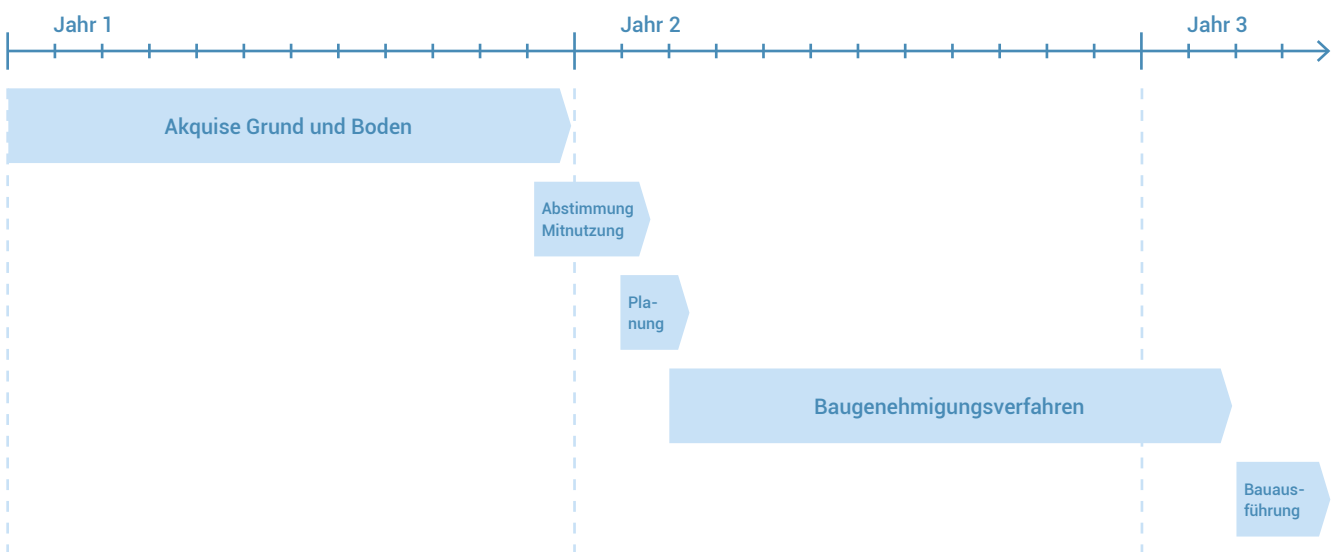 Jahr 1
Jahr 2
Jahr 3
Akquise Grund und Boden
Abstimmung
Mitnutzung
Pla-
nung
Baugenehmigungsverfahren
Bauaus-
führung